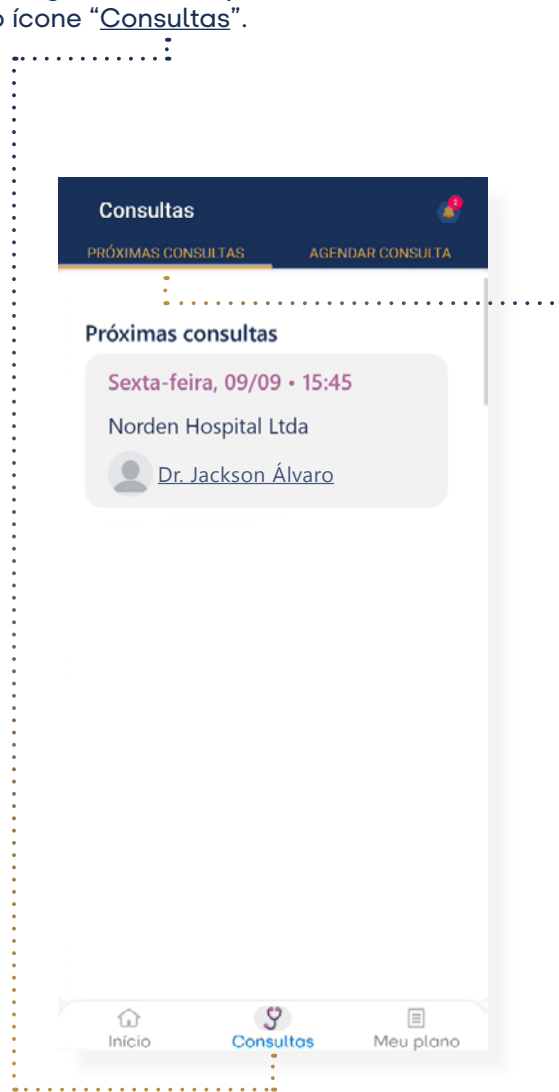 o ícone “Consultas”.
Consultas
2
PRÓXIMAS CONSULTAS AGENDAR CONSULTA
Próximas consultas
Sexta-feira, 09/09 • 15:45
Norden Hospital Ltda
Dr. Jackson Álvaro
Início Consultas Meu plano